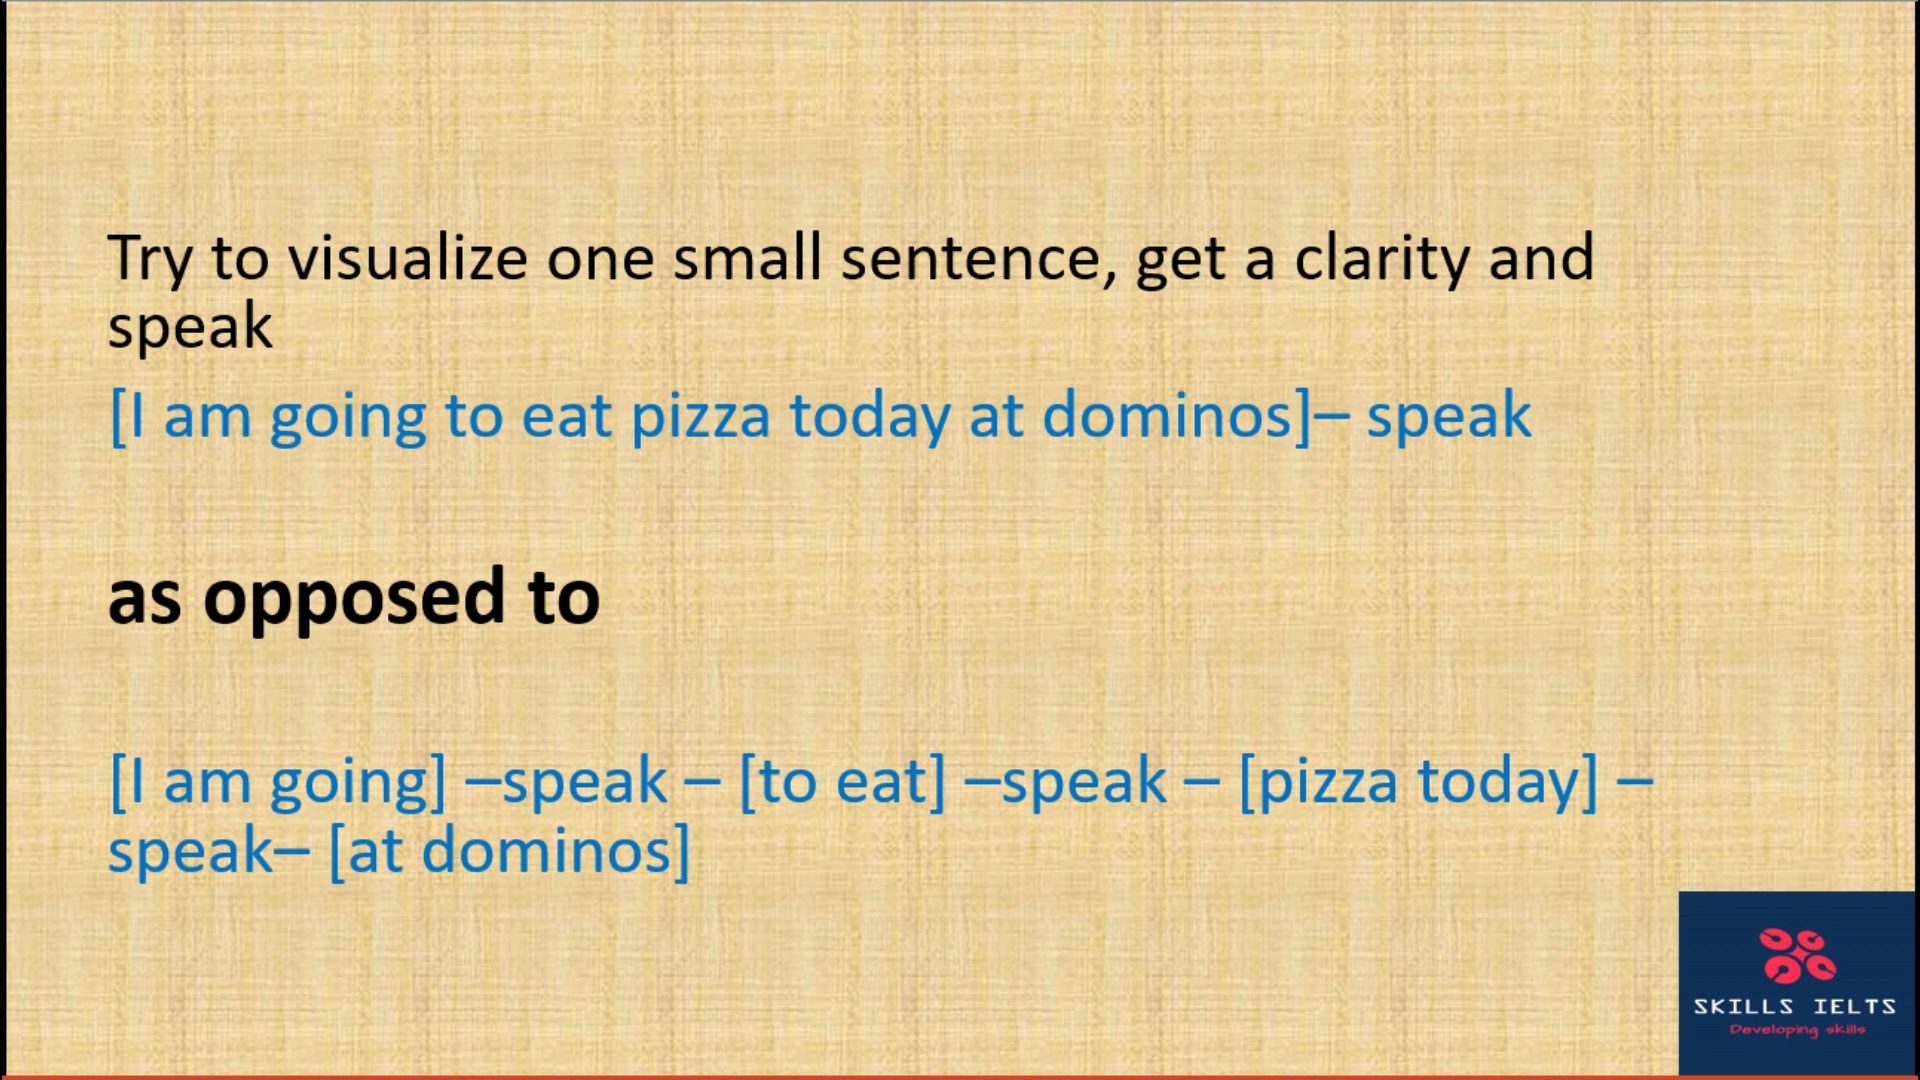 Try to visualize one small sentence, get a clarity and
speak
[I am going to eat pizza today at dominos]– speak
as opposed to
[I am going] –speak – [to eat] –speak – [pizza today] –
speak– [at dominos]
SKILLS IELTS
Developing skills